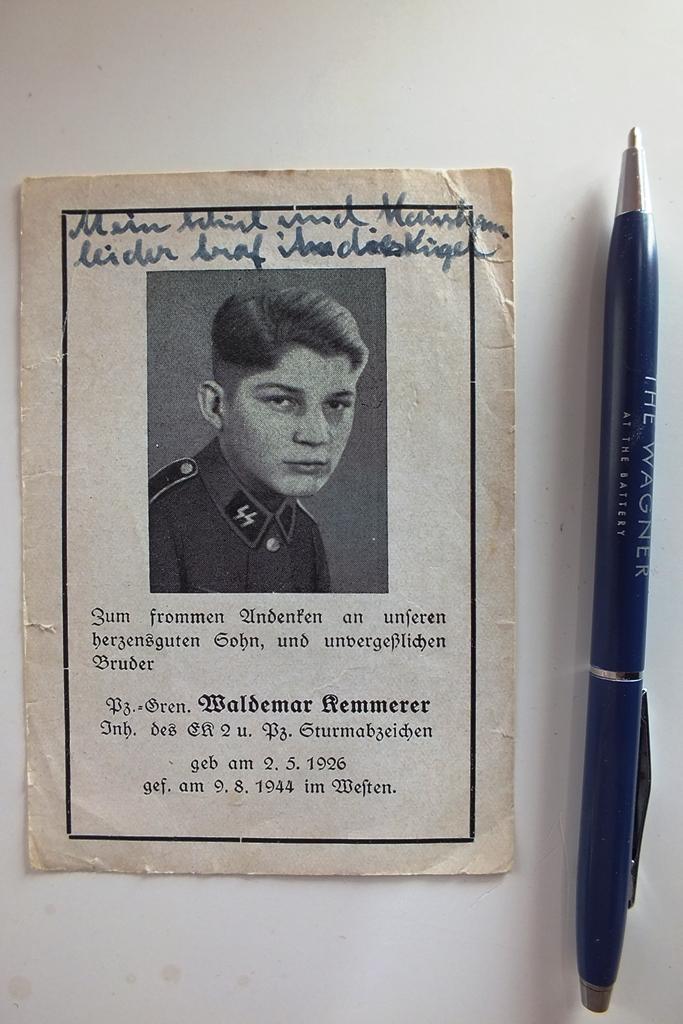 Mein und
leider traf
Zum frommen Andenken an unseren
herzensguten Sohn, und unvergeßlichen
Bruder
Pz.-Gren. Waldemar Kemmerer
Inh. des EK 2 u. Pz. Sturmabzeichen
geb am 2. 5. 1926
gef. am 9. 8. 1944 im Westen.
THE WAGNER
AT THE BATTERY